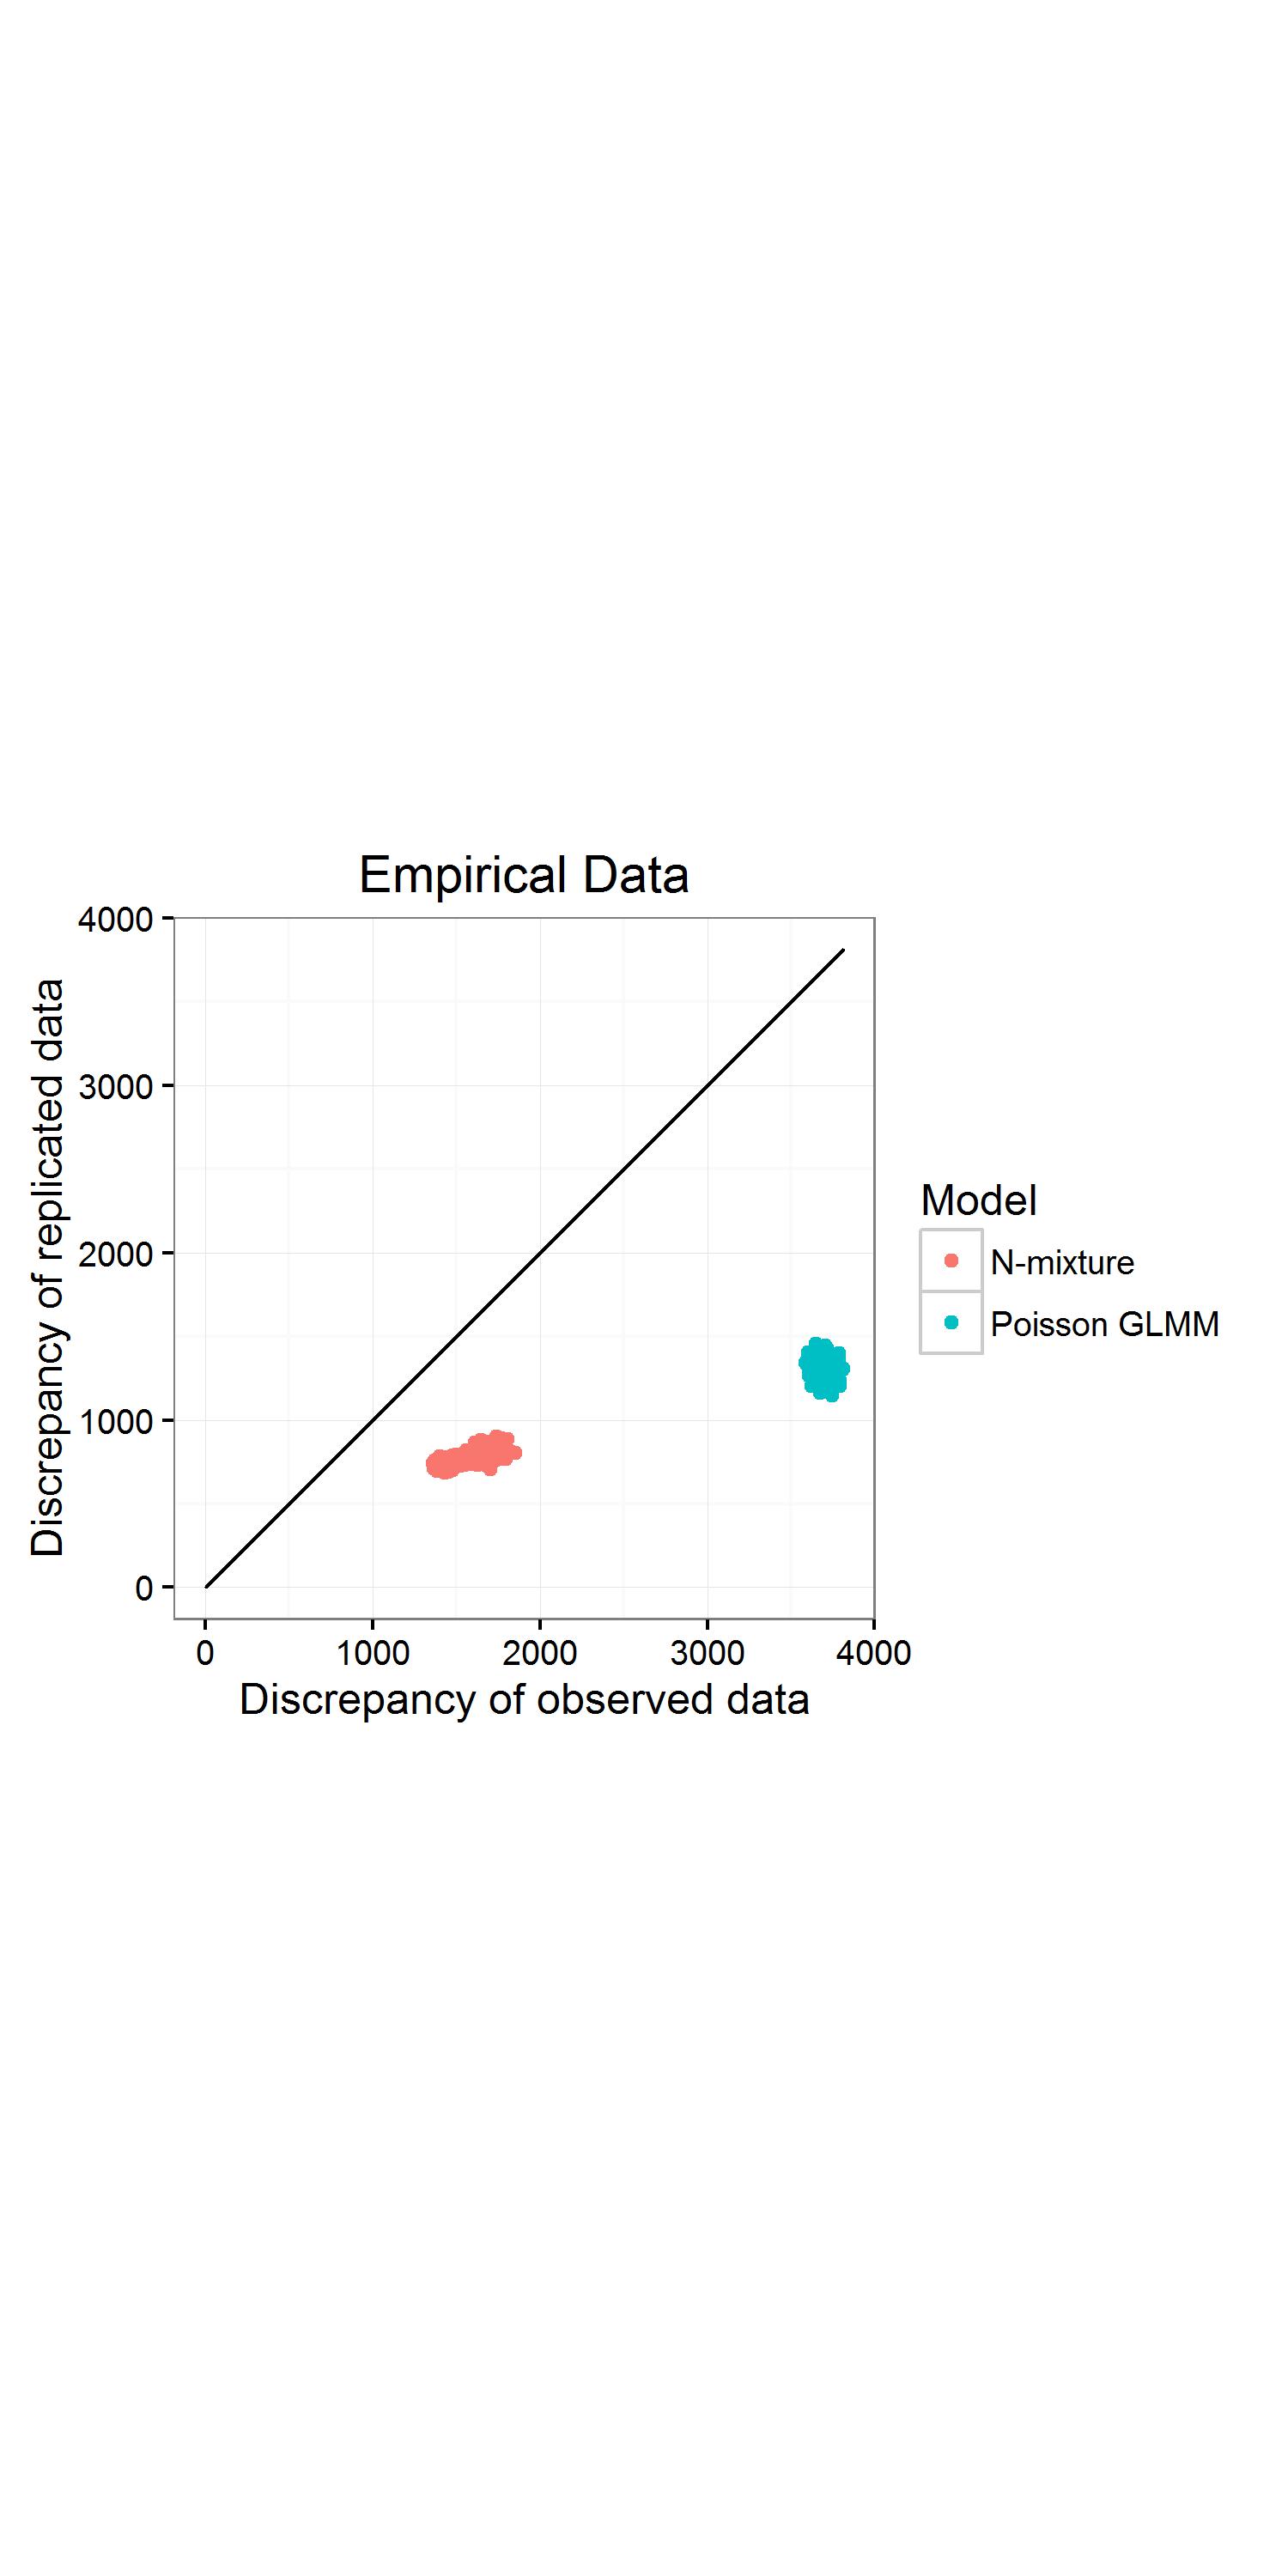 Empirical Data
Discrepancy of replicated data
4000
3000
2000
1000
0
0 1000 2000 3000 4000
Discrepancy of observed data
Model
N-mixture
Poisson GLMM